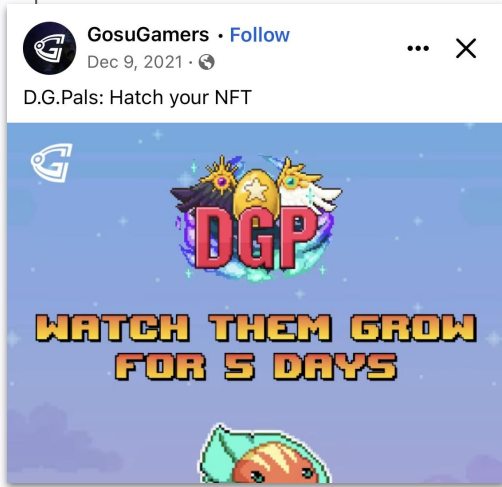 GosuGamers · Follow
Dec 9, 2021 ·
D.G.Pals: Hatch your NFT
DGP
WATCH THEM GROW
FOR 5 DAYS